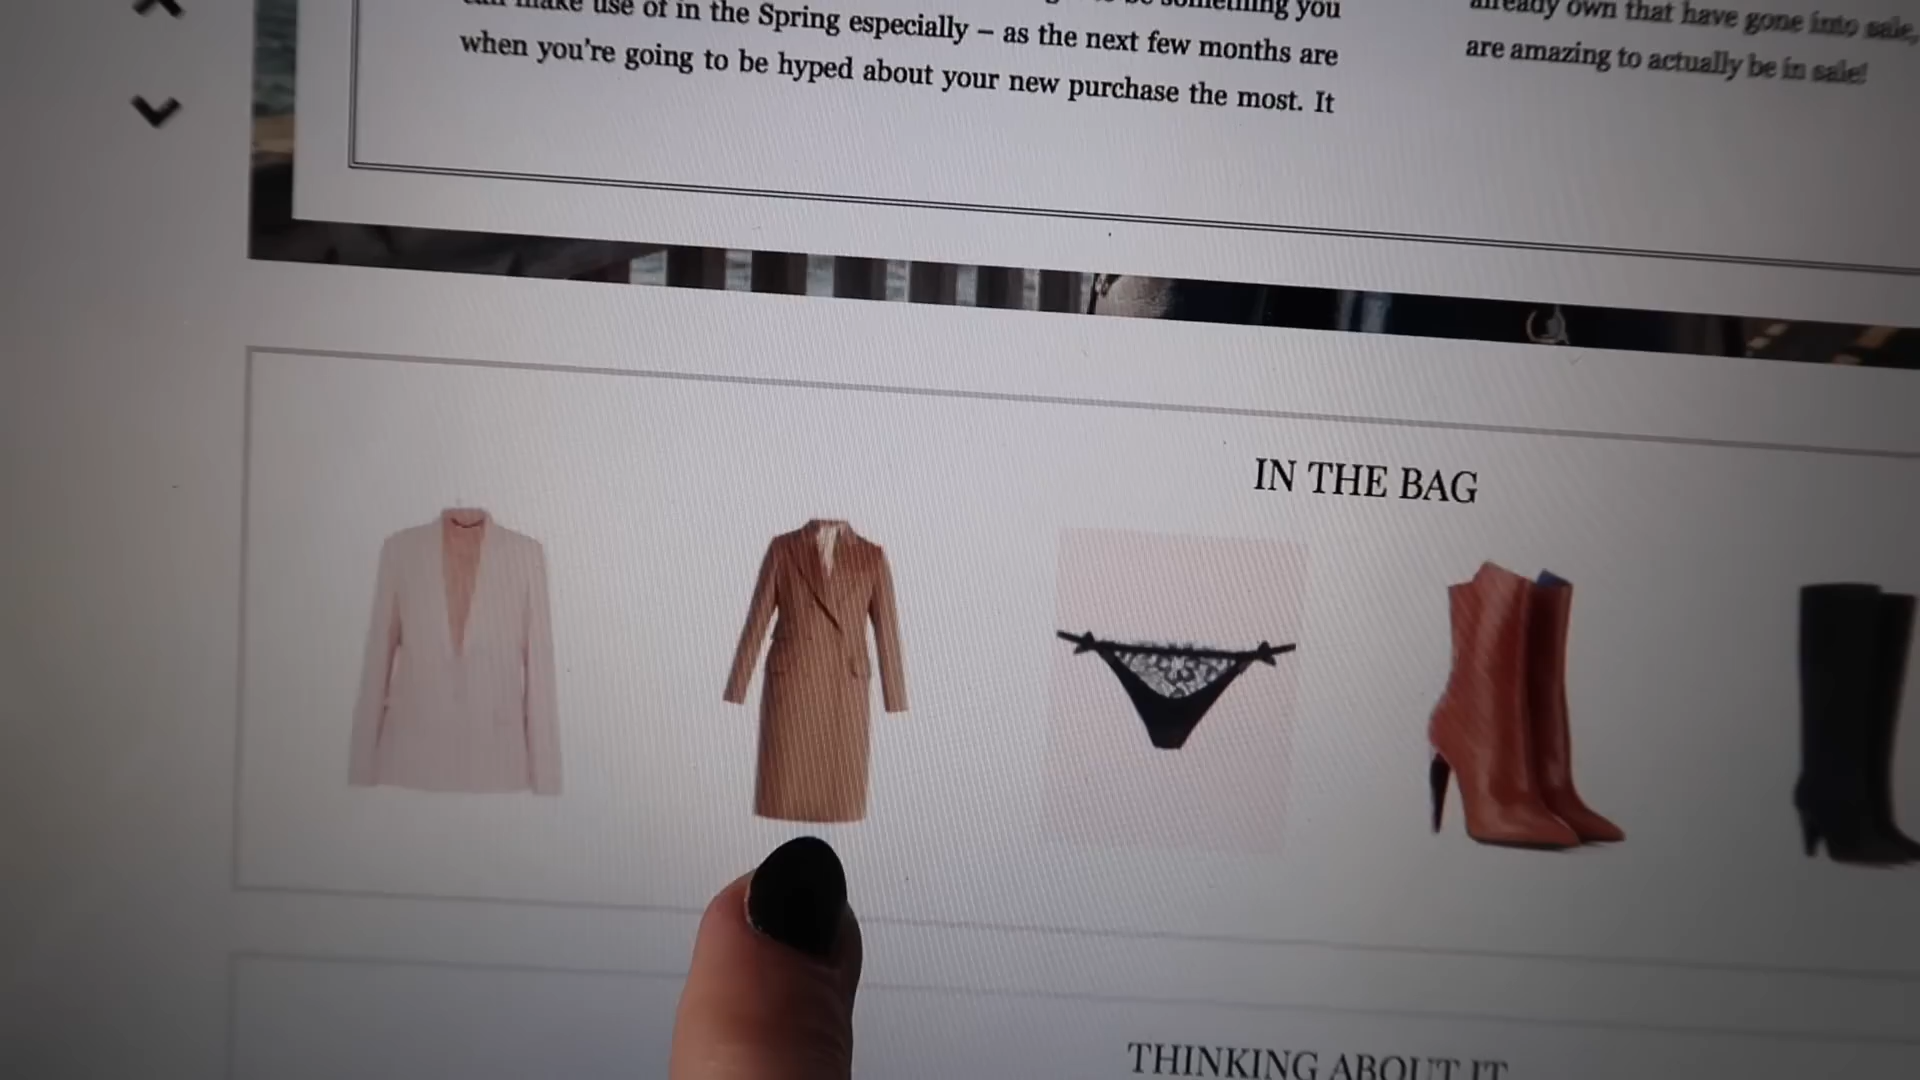 make use of in the Spring especially – as the next few months are
when you're going to be hyped about your new purchase the most. It
already own that have gone into sale,
are amazing to actually be in sale!
IN THE BAG
THINKING ABOUT IT